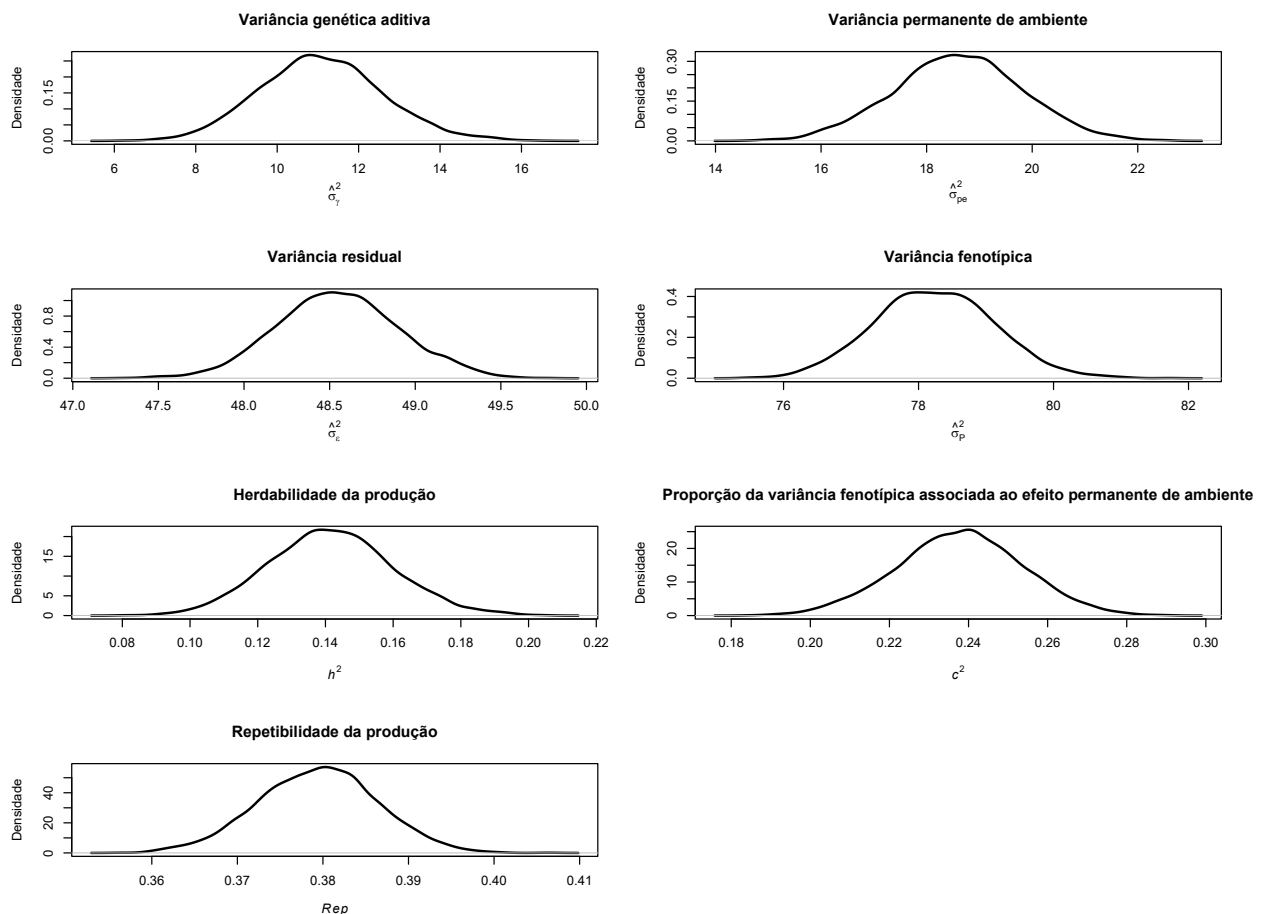 Variância genética aditiva
Densidade
0.00 0.15
6 8 10 12 14 16
σ̂²γ
Variância permanente de ambiente
Densidade
0.00 0.15 0.30
14 16 18 20 22
σ̂²pe
Variância residual
Densidade
0.0 0.4 0.8
47.0 47.5 48.0 48.5 49.0 49.5 50.0
σ̂²ε
Variância fenotípica
Densidade
0.0 0.2 0.4
76 78 80 82
σ̂²P
Herdabilidade da produção
Densidade
0 5 15
0.08 0.10 0.12 0.14 0.16 0.18 0.20 0.22
h²
Proporção da variância fenotípica associada ao efeito permanente de ambiente
Densidade
0 10 20
0.18 0.20 0.22 0.24 0.26 0.28 0.30
c²
Repetibilidade da produção
Densidade
0 20 40
0.36 0.37 0.38 0.39 0.40 0.41
Rep